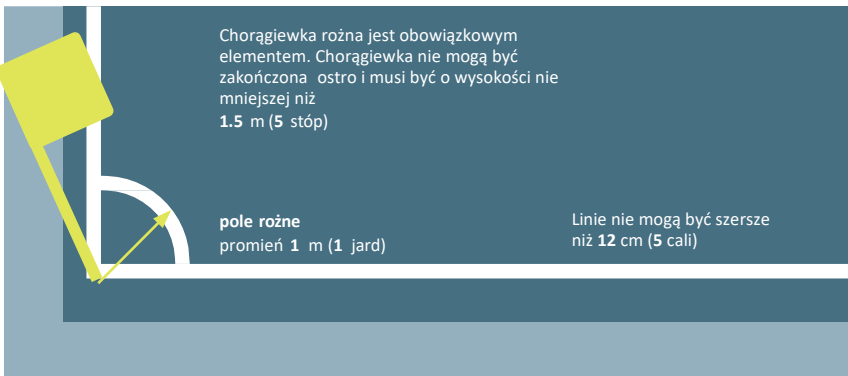 Chorągiewka rożna jest obowiązkowym
elementem. Chorągiewka nie mogą być
zakończona ostro i musi być o wysokości nie
mniejszej niż
1.5 m (5 stóp)
pole rożne
promień 1 m (1 jard)
Linie nie mogą być szersze
niż 12 cm (5 cali)